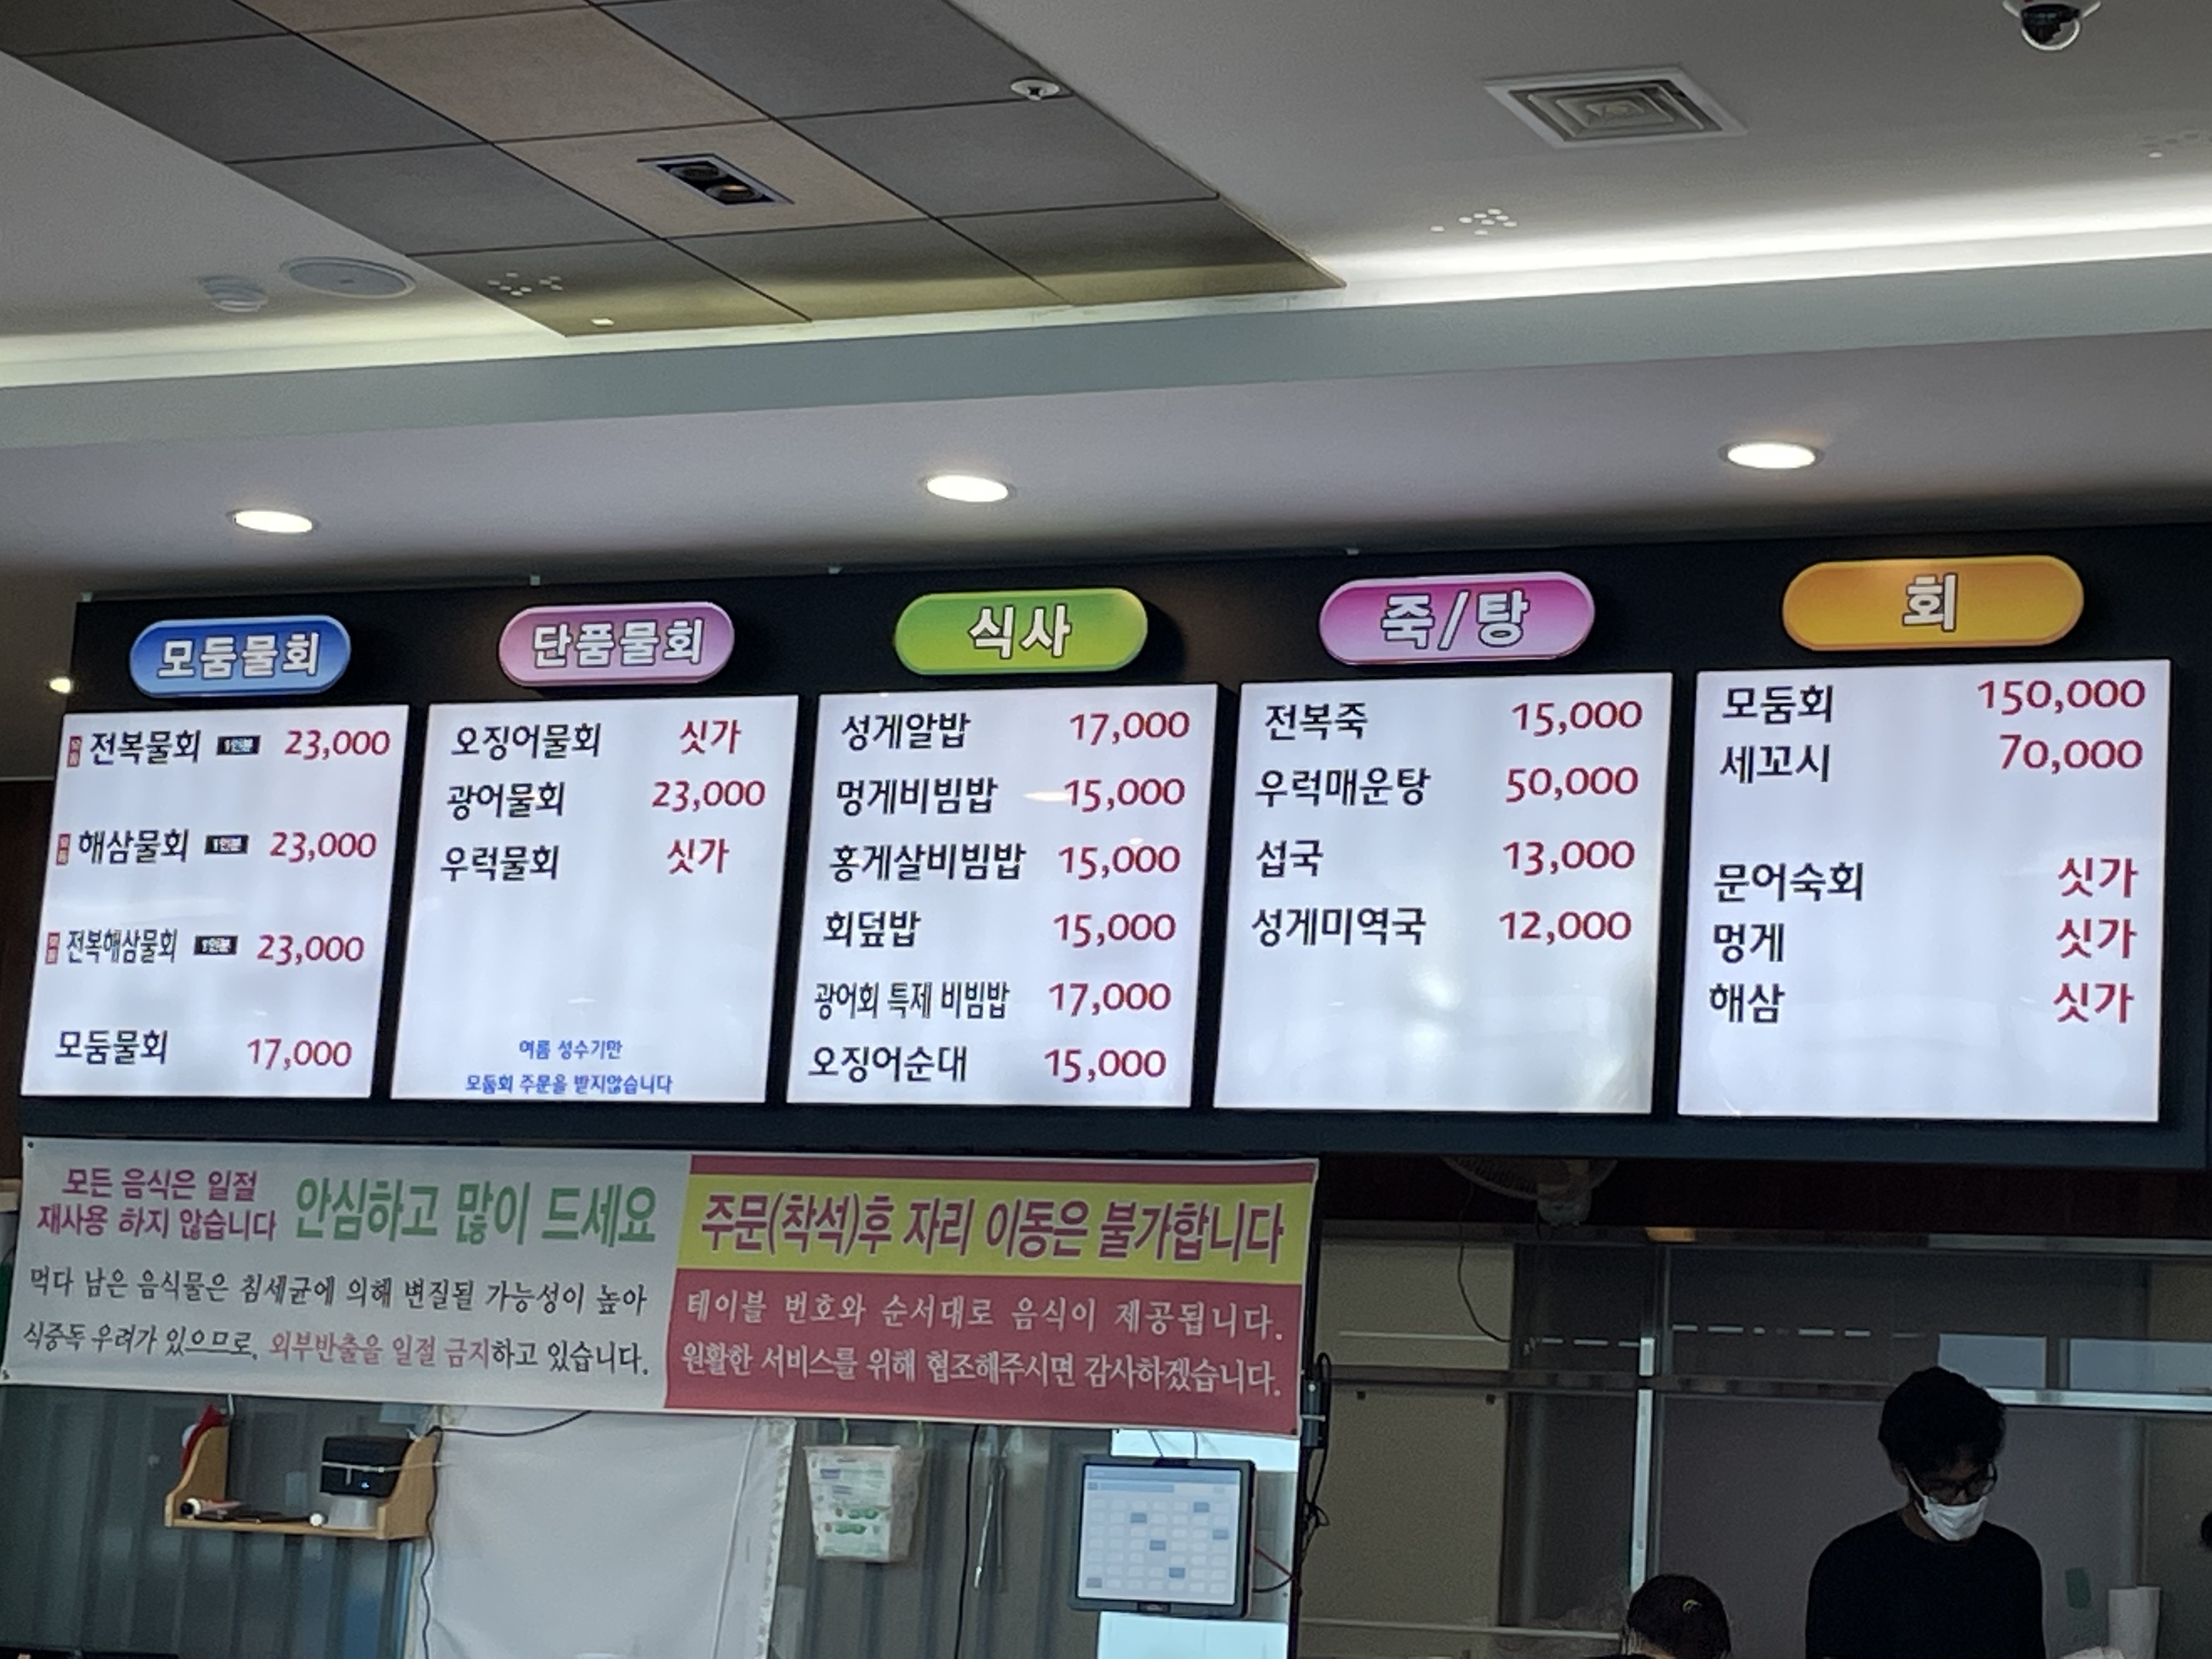 모둠물회
모둠 전복물회 1인분 23,000
모둠 해삼물회 1인분 23,000
모둠 전복해삼물회 1인분 23,000
모둠물회 17,000
단품물회
오징어물회 싯가
광어물회 23,000
우럭물회 싯가
여름 성수기만
모둠회 주문을 받지않습니다
식사
성게알밥 17,000
멍게비빔밥 15,000
홍게살비빔밥 15,000
회덮밥 15,000
광어회 특제 비빔밥 17,000
오징어순대 15,000
죽/탕
전복죽 15,000
우럭매운탕 50,000
섭국 13,000
성게미역국 12,000
회
모둠회 150,000
세꼬시 70,000
문어숙회 싯가
멍게 싯가
해삼 싯가
모든 음식은 일절
재사용 하지 않습니다
안심하고 많이 드세요
먹다 남은 음식물은 침세균에 의해 변질될 가능성이 높아
식중독 우려가 있으므로, 외부반출을 일절 금지하고 있습니다.
주문(착석)후 자리 이동은 불가합니다
테이블 번호와 순서대로 음식이 제공됩니다.
원활한 서비스를 위해 협조해주시면 감사하겠습니다.